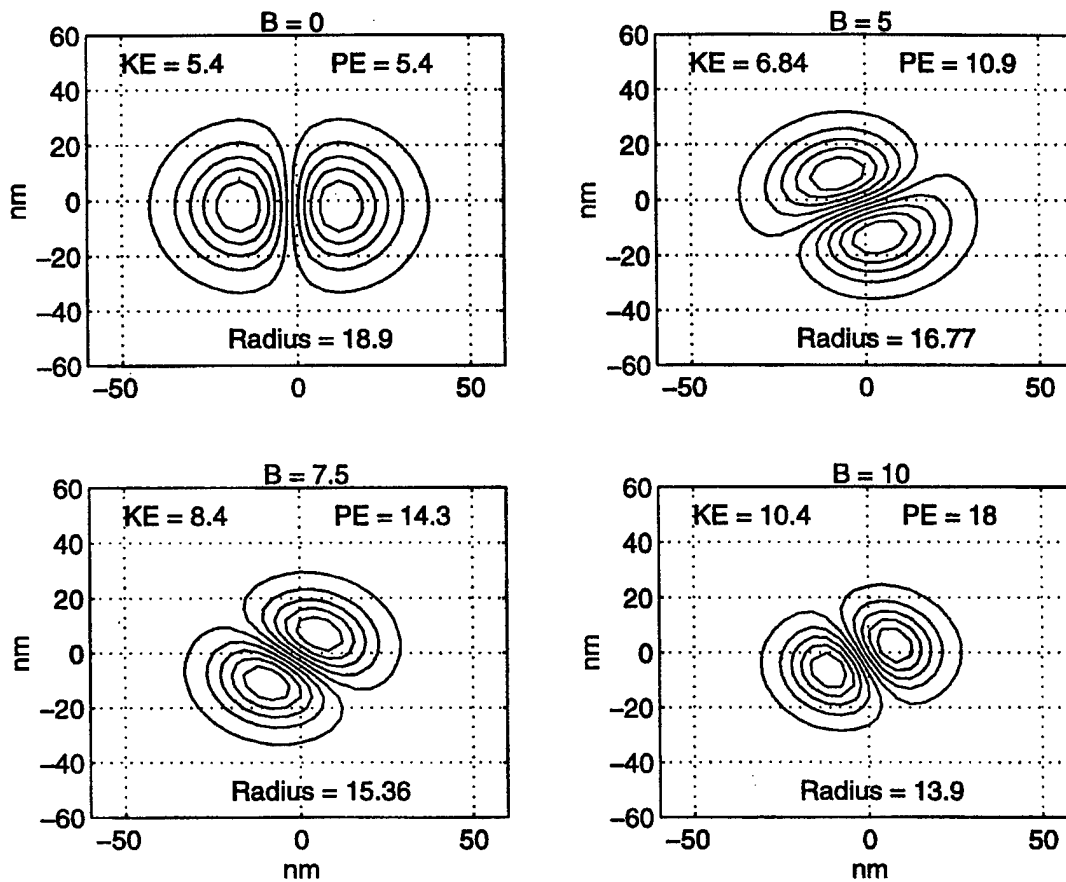 B = 0
KE = 5.4 PE = 5.4
60
40
20
0
−20
−40
−60
nm
Radius = 18.9
−50 0 50
B = 5
KE = 6.84 PE = 10.9
60
40
20
0
−20
−40
−60
nm
Radius = 16.77
−50 0 50
B = 7.5
KE = 8.4 PE = 14.3
60
40
20
0
−20
−40
−60
nm
Radius = 15.36
−50 0 50
nm
B = 10
KE = 10.4 PE = 18
60
40
20
0
−20
−40
−60
Radius = 13.9
−50 0 50
nm